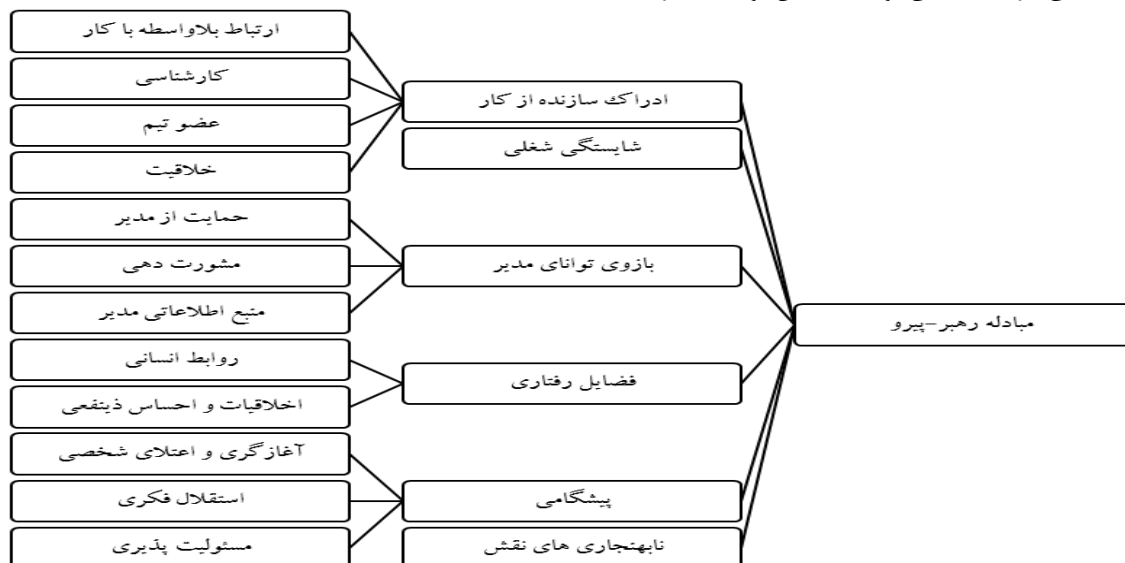 مبادله رهبر-پیرو
ادراک سازنده از کار
شایستگی شغلی
بازوی توانای مدیر
فضایل رفتاری
پیشگامی
نابهنجاری های نقش
ارتباط بلاواسطه با کار
کارشناسی
عضو تیم
خلاقیت
حمایت از مدیر
مشورت دهی
منبع اطلاعاتی مدیر
روابط انسانی
اخلاقیات و احساس ذینفعی
آغازگری و اعتلای شخصی
استقلال فکری
مسئولیت پذیری